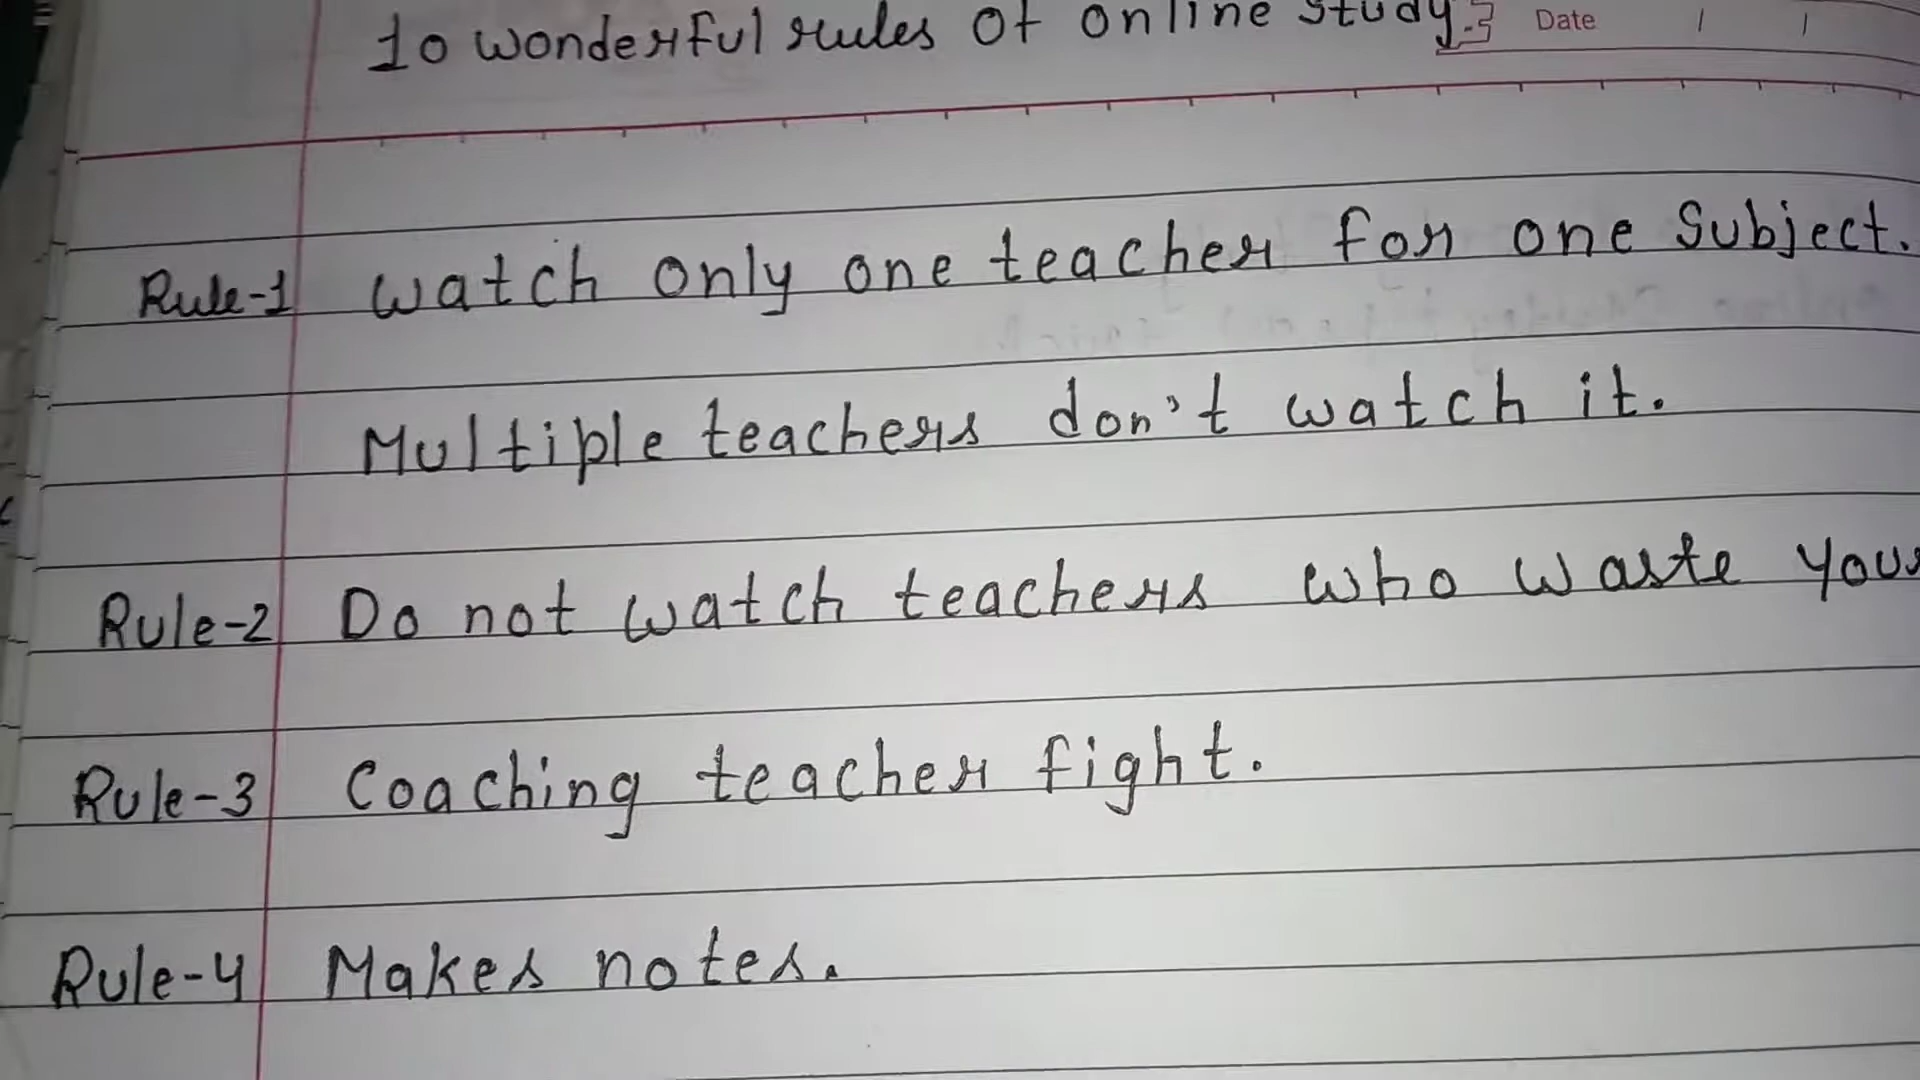 10 wonderful rules of online study :-
Date / /
Rule-1 watch only one teacher for one Subject.
Multiple teachers don't watch it.
Rule-2 Do not watch teachers who waste your
Rule-3 Coaching teacher fight.
Rule-4 Makes notes.